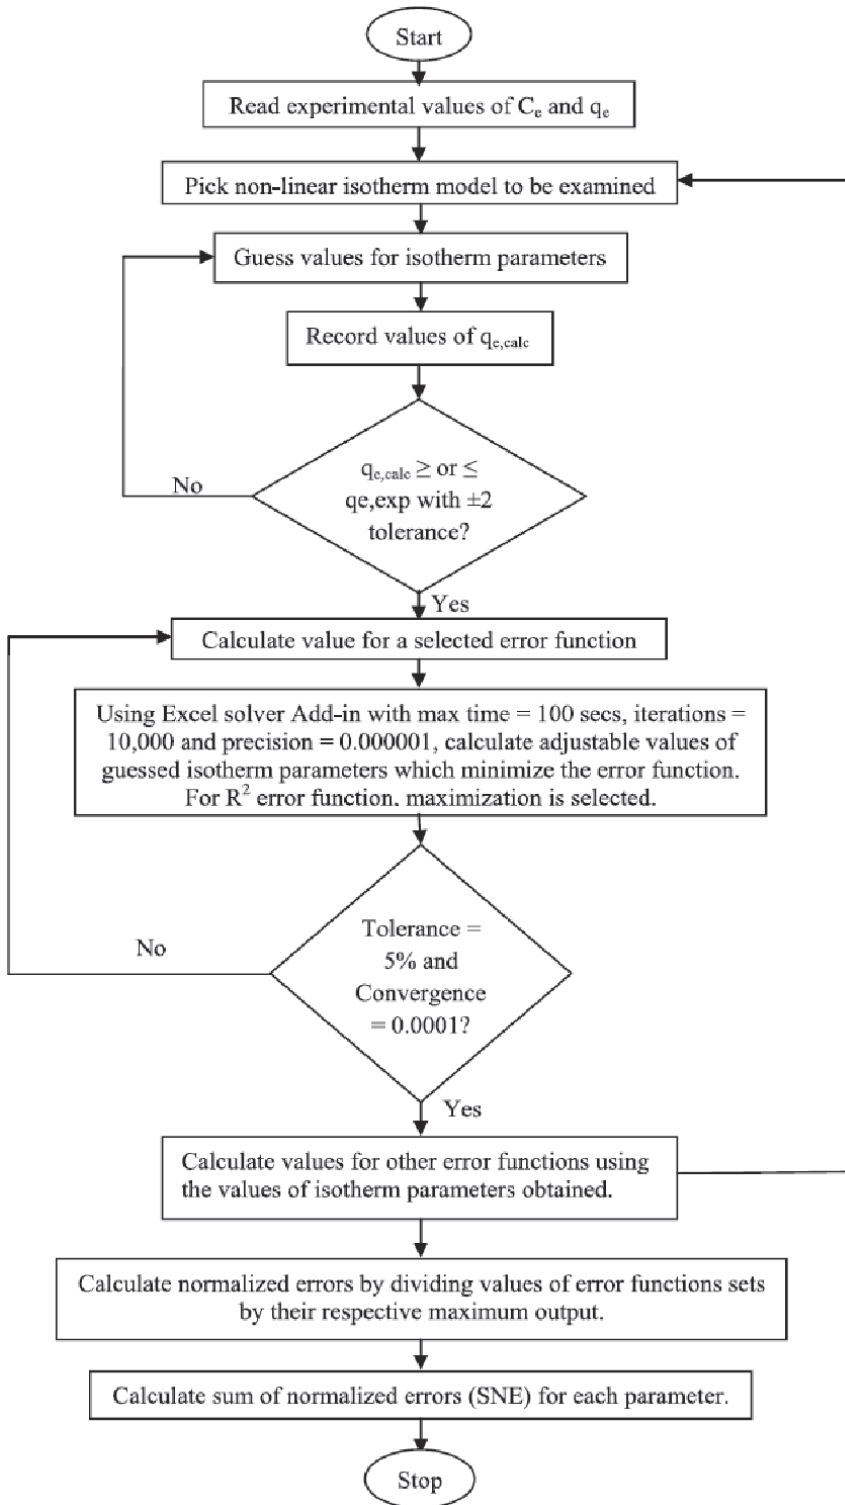 Start
Read experimental values of Cₑ and qₑ
Pick non-linear isotherm model to be examined
Guess values for isotherm parameters
Record values of qe,calc
qe,calc ≥ or ≤
qe,exp with ±2
tolerance?
No
Yes
Calculate value for a selected error function
Using Excel solver Add-in with max time = 100 secs, iterations =
10,000 and precision = 0.000001, calculate adjustable values of
guessed isotherm parameters which minimize the error function.
For R² error function. maximization is selected.
Tolerance =
5% and
Convergence
= 0.0001?
No
Yes
Calculate values for other error functions using
the values of isotherm parameters obtained.
Calculate normalized errors by dividing values of error functions sets
by their respective maximum output.
Calculate sum of normalized errors (SNE) for each parameter.
Stop